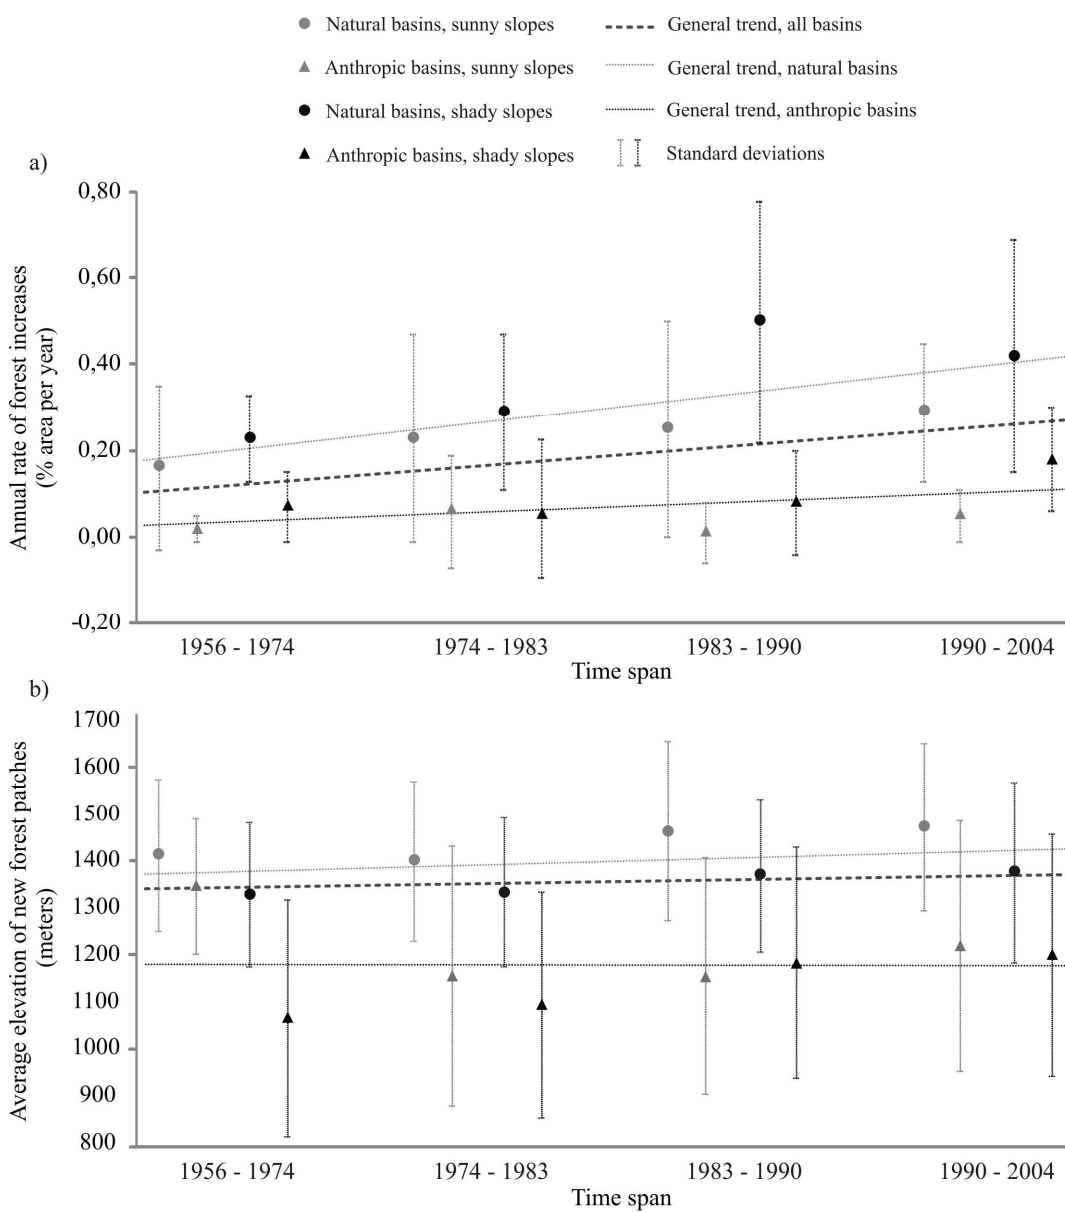 Natural basins, sunny slopes
General trend, all basins
Anthropic basins, sunny slopes
General trend, natural basins
Natural basins, shady slopes
General trend, anthropic basins
Anthropic basins, shady slopes
Standard deviations
a)
Annual rate of forest increases
(% area per year)
0,80
0,60
0,40
0,20
0,00
-0,20
1956 - 1974
1974 - 1983
1983 - 1990
1990 - 2004
Time span
b)
Average elevation of new forest patches
(meters)
1700
1600
1500
1400
1300
1200
1100
1000
900
800
1956 - 1974
1974 - 1983
1983 - 1990
1990 - 2004
Time span